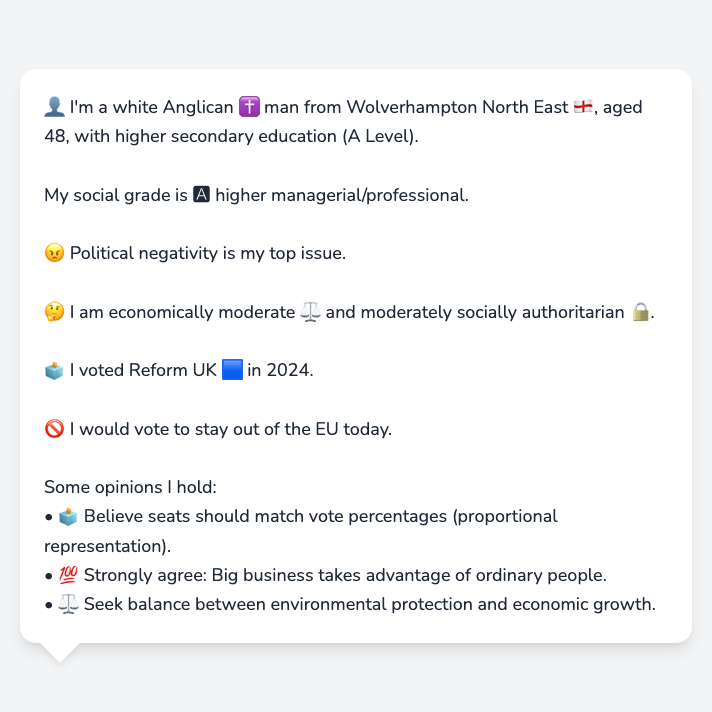 👤 I'm a white Anglican ✝️ man from Wolverhampton North East 🏴󠁧󠁢󠁥󠁮󠁧󠁿, aged
48, with higher secondary education (A Level).
My social grade is 🅰 higher managerial/professional.
😠 Political negativity is my top issue.
🤔 I am economically moderate ⚖️ and moderately socially authoritarian 🔒.
🗳️ I voted Reform UK 🟦 in 2024.
🚫 I would vote to stay out of the EU today.
Some opinions I hold:
• 🗳️ Believe seats should match vote percentages (proportional
representation).
• 💯 Strongly agree: Big business takes advantage of ordinary people.
• ⚖️ Seek balance between environmental protection and economic growth.